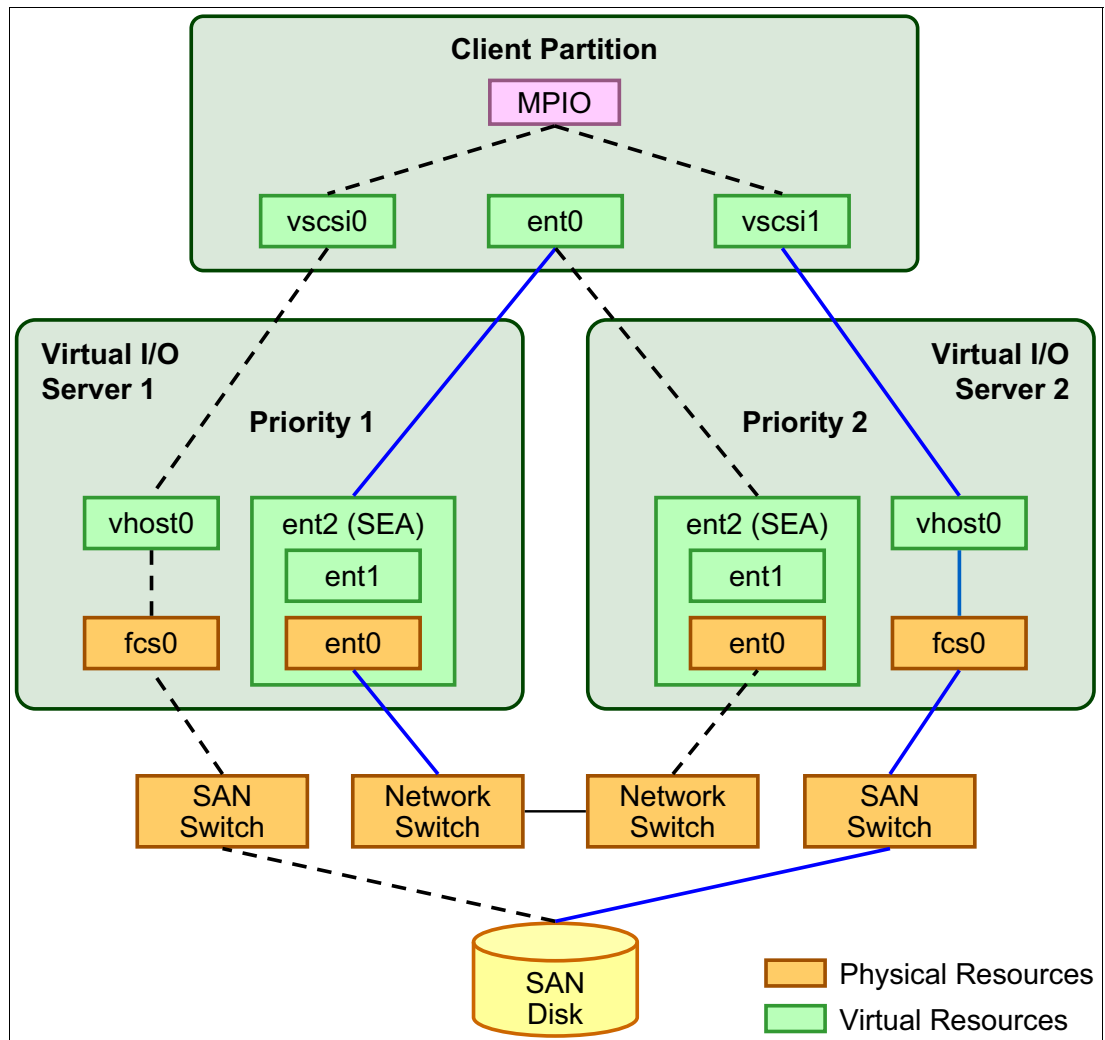 Client Partition
MPIO
vscsi0
ent0
vscsi1
Virtual I/O
Server 1
Virtual I/O
Server 2
Priority 1
Priority 2
vhost0
ent2 (SEA)
ent2 (SEA)
vhost0
ent1
ent1
fcs0
ent0
ent0
fcs0
SAN
Switch
Network
Switch
Network
Switch
SAN
Switch
SAN
Disk
Physical Resources
Virtual Resources